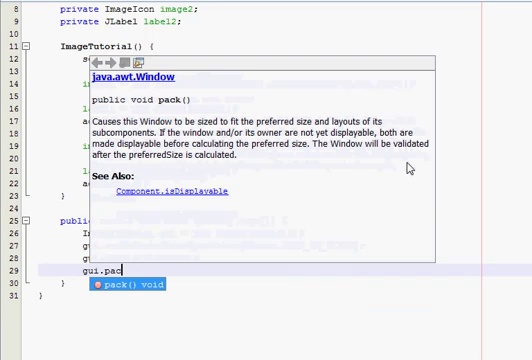 8 private ImageIcon image2;
9 private JLabel label2;
10
11 ImageTutorial() {
12 s
13
14
15
16
17 a
18
19
20
21
22 a
23 }
24
25 public
26 I
27 g
28 g
29 gui.pac
30 }
31 }
java.awt.Window
public void pack()
Causes this Window to be sized to fit the preferred size and layouts of its
subcomponents. If the window and/or its owner are not yet displayable, both are
made displayable before calculating the preferred size. The Window will be validated
after the preferredSize is calculated.
See Also:
Component.isDisplayable
pack() void